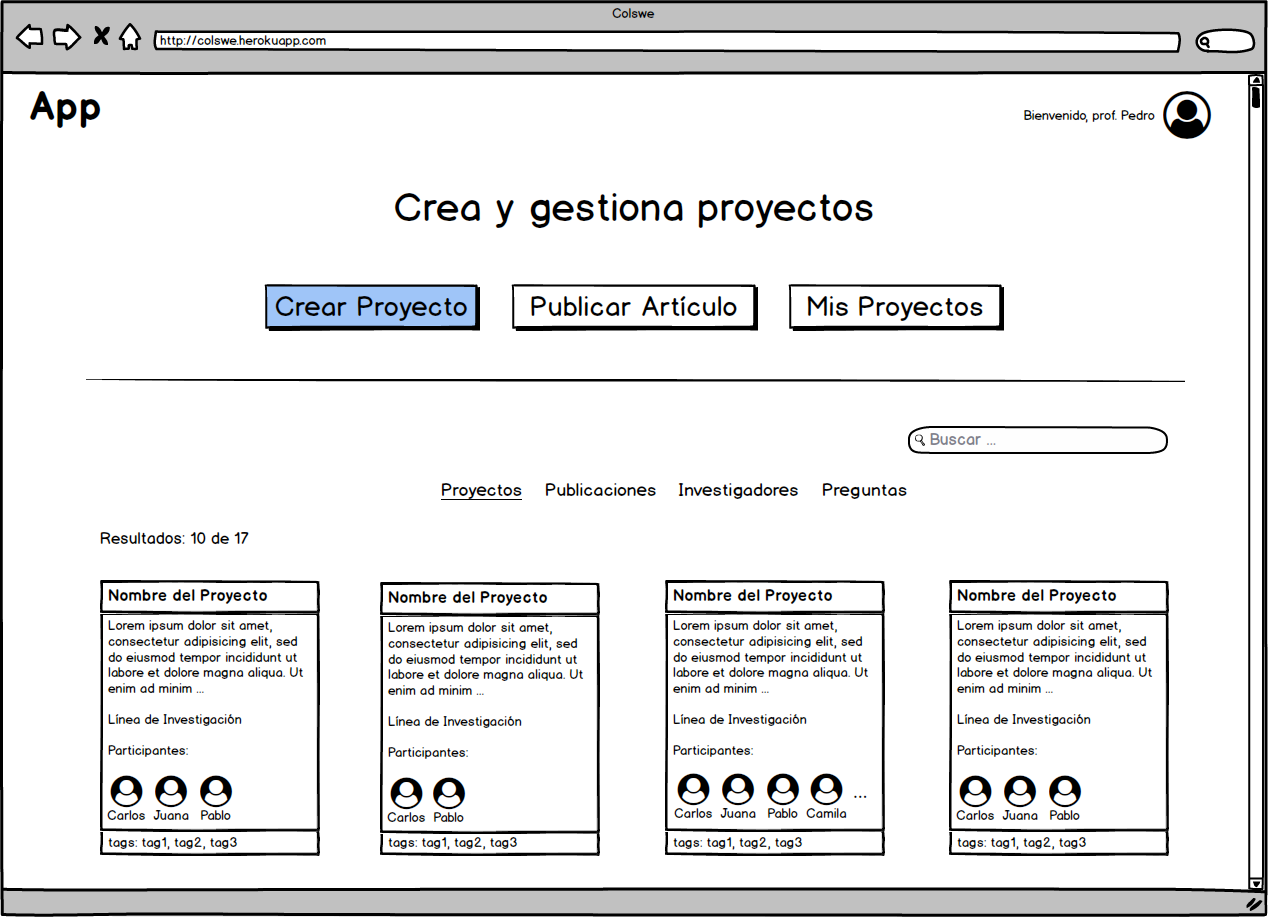 Colswe
http://colswe.herokuapp.com
App
Bienvenido, prof. Pedro
Crea y gestiona proyectos
Crear Proyecto
Publicar Artículo
Mis Proyectos
Buscar ...
Proyectos
Publicaciones
Investigadores
Preguntas
Resultados: 10 de 17
Nombre del Proyecto
Lorem ipsum dolor sit amet,
consectetur adipisicing elit, sed
do eiusmod tempor incididunt ut
labore et dolore magna aliqua. Ut
enim ad minim ...
Línea de Investigación
Participantes:
Carlos Juana Pablo
tags: tag1, tag2, tag3
Nombre del Proyecto
Lorem ipsum dolor sit amet,
consectetur adipisicing elit, sed
do eiusmod tempor incididunt ut
labore et dolore magna aliqua. Ut
enim ad minim ...
Línea de Investigación
Participantes:
Carlos Pablo
tags: tag1, tag2, tag3
Nombre del Proyecto
Lorem ipsum dolor sit amet,
consectetur adipisicing elit, sed
do eiusmod tempor incididunt ut
labore et dolore magna aliqua. Ut
enim ad minim ...
Línea de Investigación
Participantes:
...
Carlos Juana Pablo Camila
tags: tag1, tag2, tag3
Nombre del Proyecto
Lorem ipsum dolor sit amet,
consectetur adipisicing elit, sed
do eiusmod tempor incididunt ut
labore et dolore magna aliqua. Ut
enim ad minim ...
Línea de Investigación
Participantes:
Carlos Juana Pablo
tags: tag1, tag2, tag3